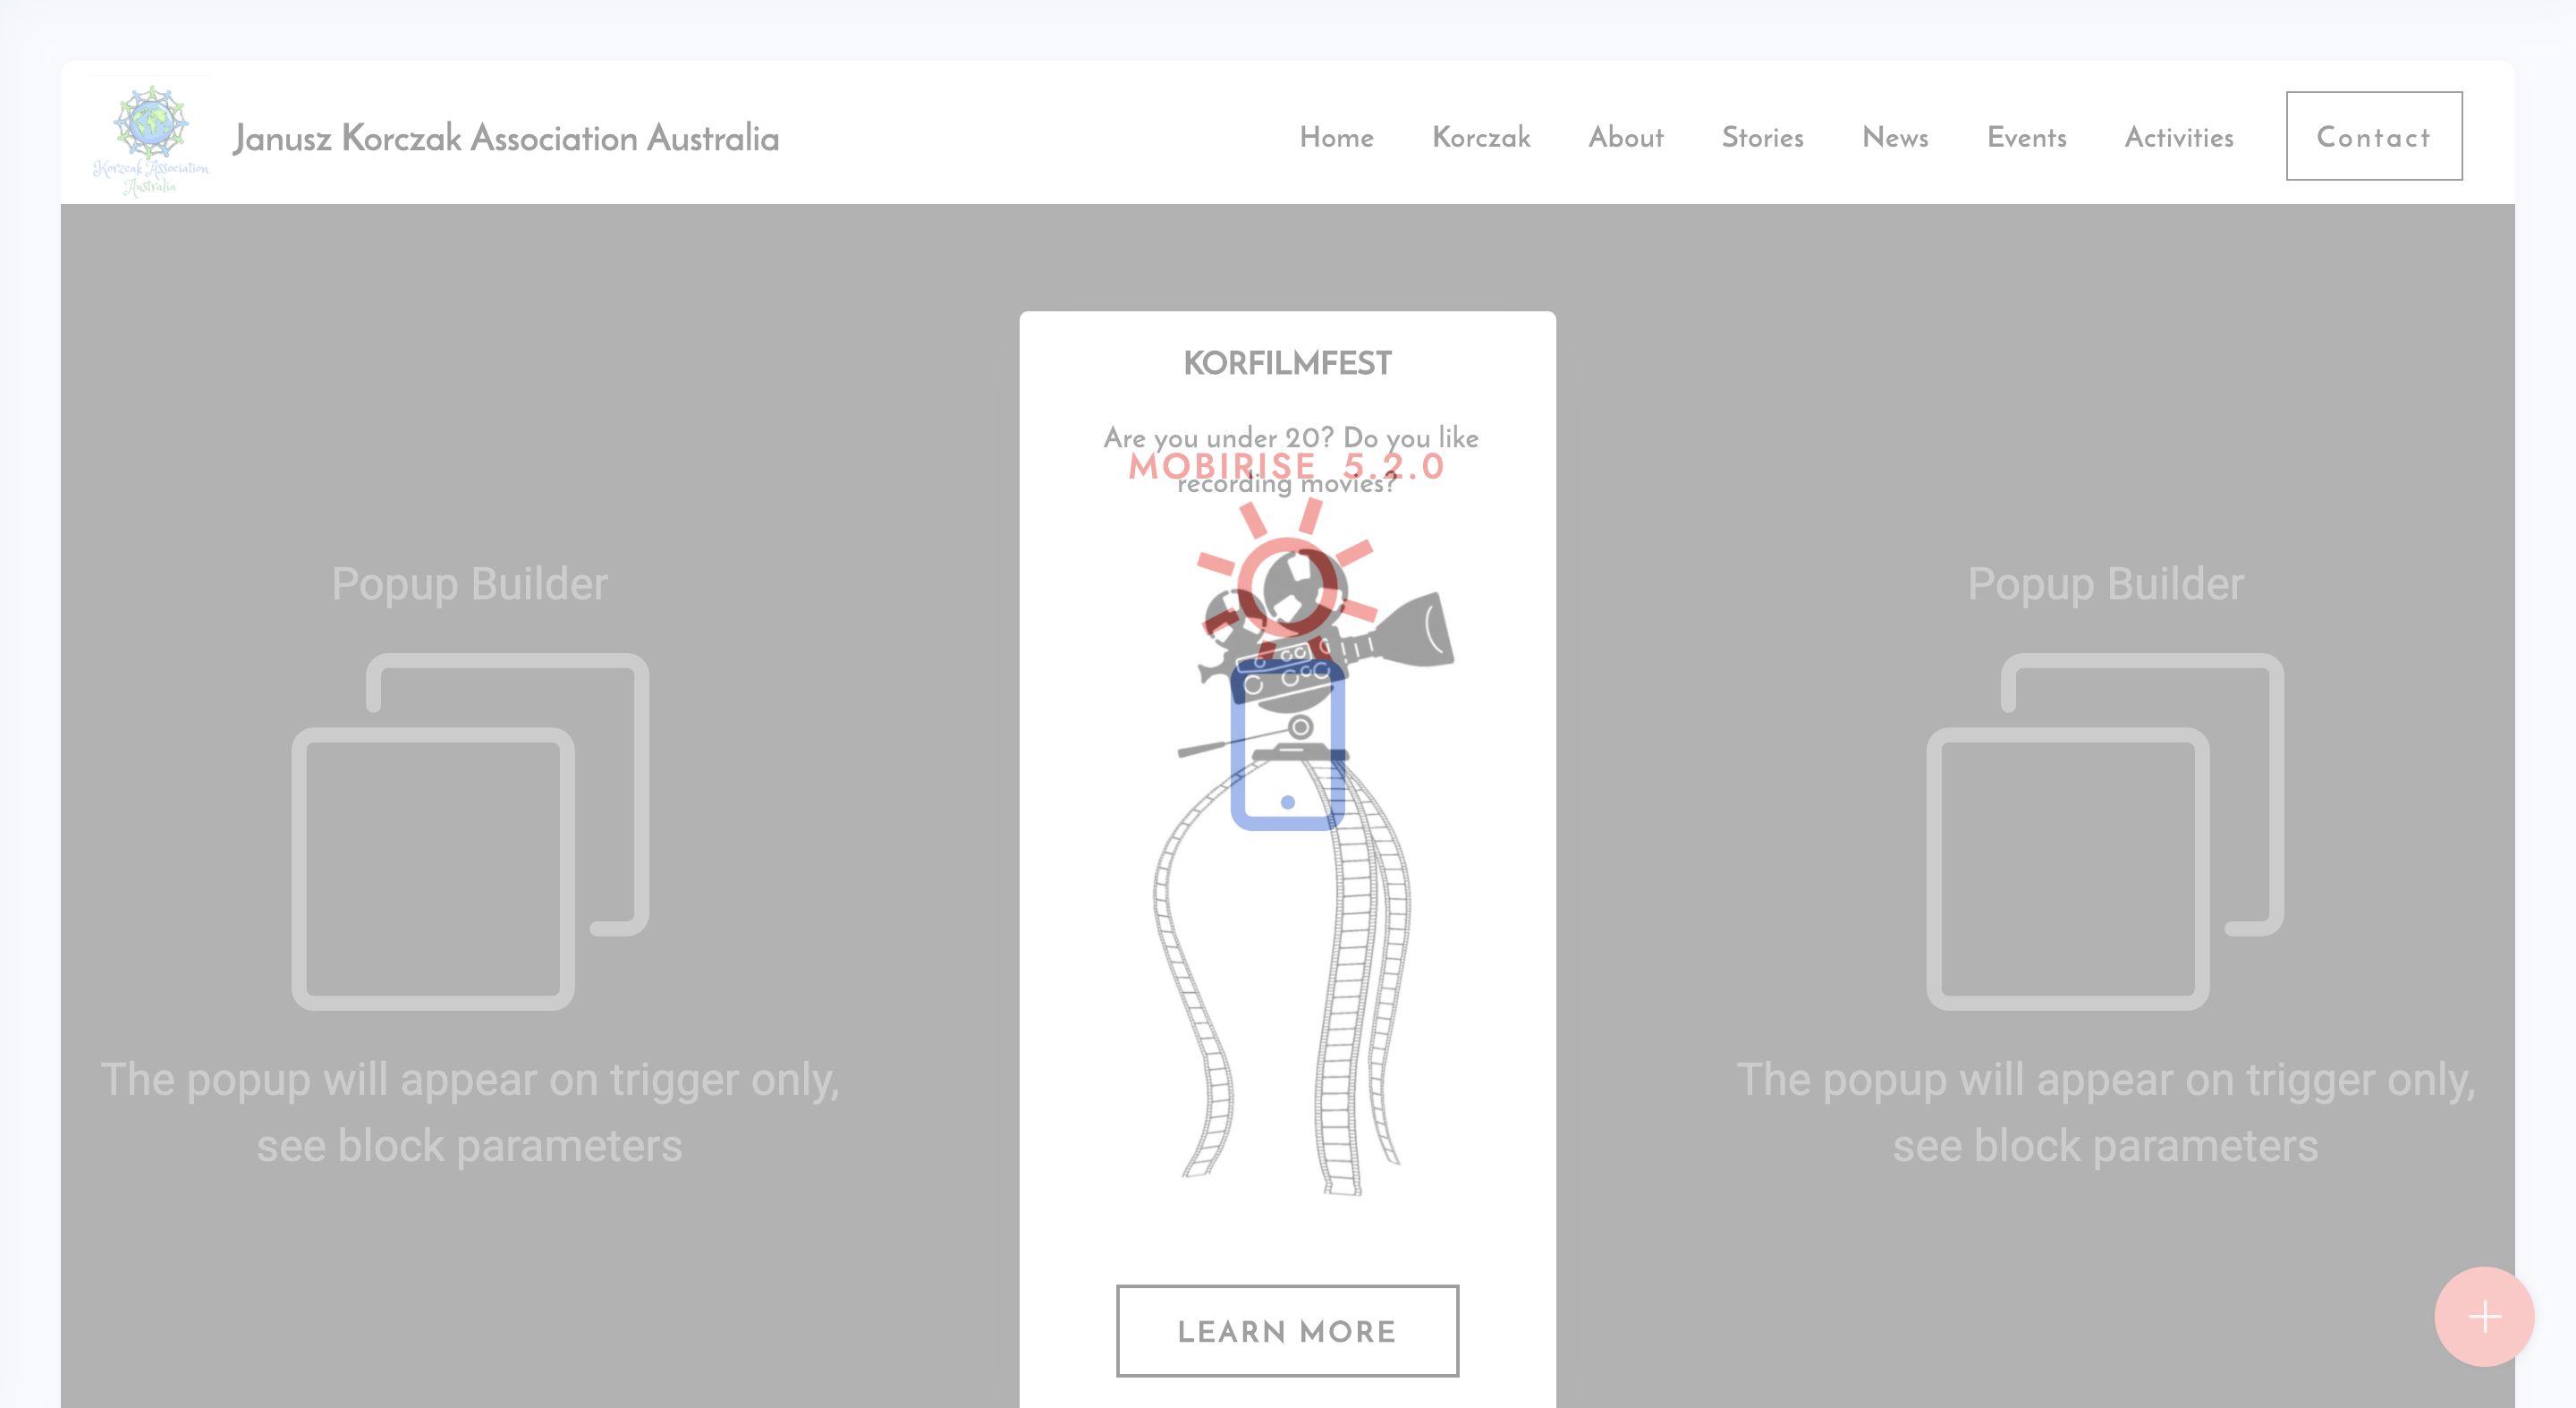 Korzcak Association
Australia
Janusz Korczak Association Australia
Home
Korczak
About
Stories
News
Events
Activities
Contact
KORFILMFEST
Are you under 20? Do you like
recording movies?
MOBIRISE 5.2.0
Popup Builder
The popup will appear on trigger only,
see block parameters
Popup Builder
The popup will appear on trigger only,
see block parameters
LEARN MORE